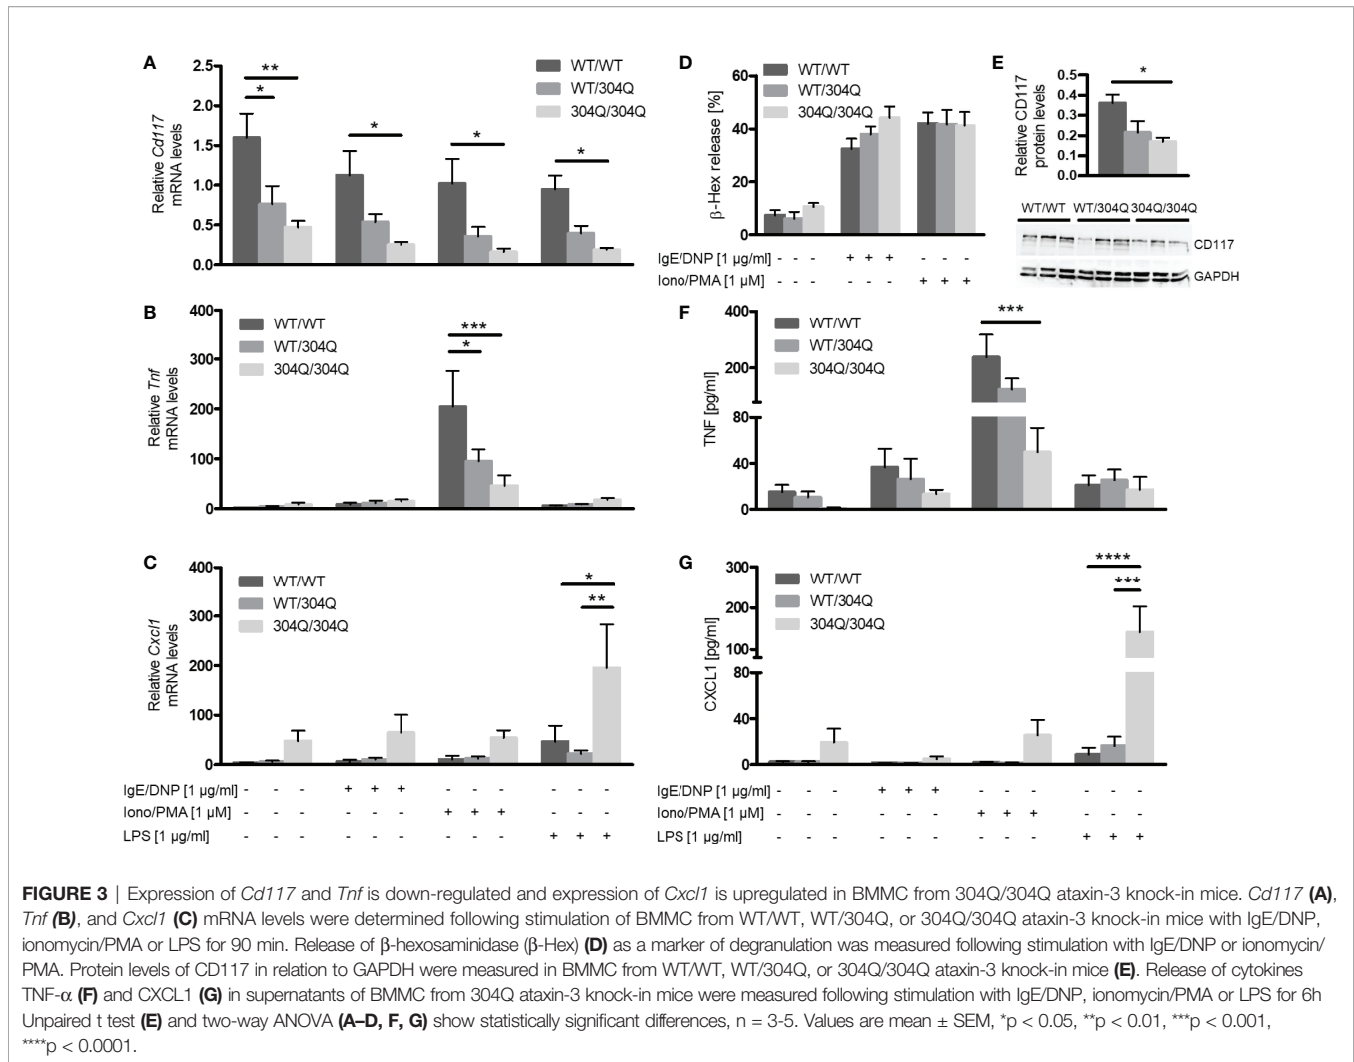 A
Relative Cd117
mRNA levels
2.5
2.0
1.5
1.0
0.5
0.0
**
*
*
*
*
WT/WT
WT/304Q
304Q/304Q
D
β-Hex release [%]
60
40
20
0
WT/WT
WT/304Q
304Q/304Q
IgE/DNP [1 µg/ml] - - - + + + - - -
Iono/PMA [1 µM] - - - - - - + + +
E
Relative CD117
protein levels
0.5
0.4
0.3
0.2
0.1
0.0
*
WT/WT WT/304Q 304Q/304Q
CD117
GAPDH
B
Relative Tnf
mRNA levels
400
300
200
100
0
WT/WT
WT/304Q
304Q/304Q
***
*
F
TNF [pg/ml]
400
200
80
40
0
WT/WT
WT/304Q
304Q/304Q
***
C
Relative Cxcl1
mRNA levels
400
300
200
100
0
WT/WT
WT/304Q
304Q/304Q
*
**
IgE/DNP [1 µg/ml] - - - + + + - - - - - -
Iono/PMA [1 µM] - - - - - - + + + - - -
LPS [1 µg/ml] - - - - - - - - - + + +
G
CXCL1 [pg/ml]
300
200
100
80
40
0
WT/WT
WT/304Q
304Q/304Q
****
***
IgE/DNP [1 µg/ml] - - - + + + - - - - - -
Iono/PMA [1 µM] - - - - - - + + + - - -
LPS [1 µg/ml] - - - - - - - - - + + +
FIGURE 3 | Expression of Cd117 and Tnf is down-regulated and expression of Cxcl1 is upregulated in BMMC from 304Q/304Q ataxin-3 knock-in mice. Cd117 (A),
Tnf (B), and Cxcl1 (C) mRNA levels were determined following stimulation of BMMC from WT/WT, WT/304Q, or 304Q/304Q ataxin-3 knock-in mice with IgE/DNP,
ionomycin/PMA or LPS for 90 min. Release of β-hexosaminidase (β-Hex) (D) as a marker of degranulation was measured following stimulation with IgE/DNP or ionomycin/
PMA. Protein levels of CD117 in relation to GAPDH were measured in BMMC from WT/WT, WT/304Q, or 304Q/304Q ataxin-3 knock-in mice (E). Release of cytokines
TNF-α (F) and CXCL1 (G) in supernatants of BMMC from 304Q ataxin-3 knock-in mice were measured following stimulation with IgE/DNP, ionomycin/PMA or LPS for 6h
Unpaired t test (E) and two-way ANOVA (A–D, F, G) show statistically significant differences, n = 3-5. Values are mean ± SEM, *p < 0.05, **p < 0.01, ***p < 0.001,
****p < 0.0001.